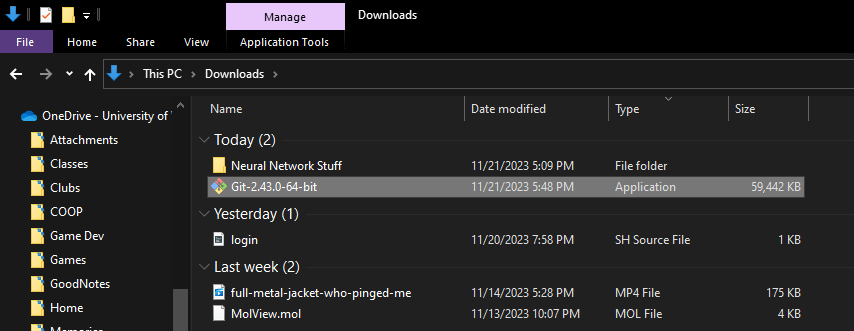 Manage Downloads
File Home Share View Application Tools
This PC Downloads
OneDrive - University of
Attachments
Classes
Clubs
COOP
Game Dev
Games
GoodNotes
Home
Name Date modified Type Size
Today (2)
Neural Network Stuff 11/21/2023 5:09 PM File folder
Git-2.43.0-64-bit 11/21/2023 5:48 PM Application 59,442 KB
Yesterday (1)
login 11/20/2023 7:58 PM SH Source File 1 KB
Last week (2)
full-metal-jacket-who-pinged-me 11/14/2023 5:28 PM MP4 File 175 KB
MolView.mol 11/13/2023 10:07 PM MOL File 4 KB